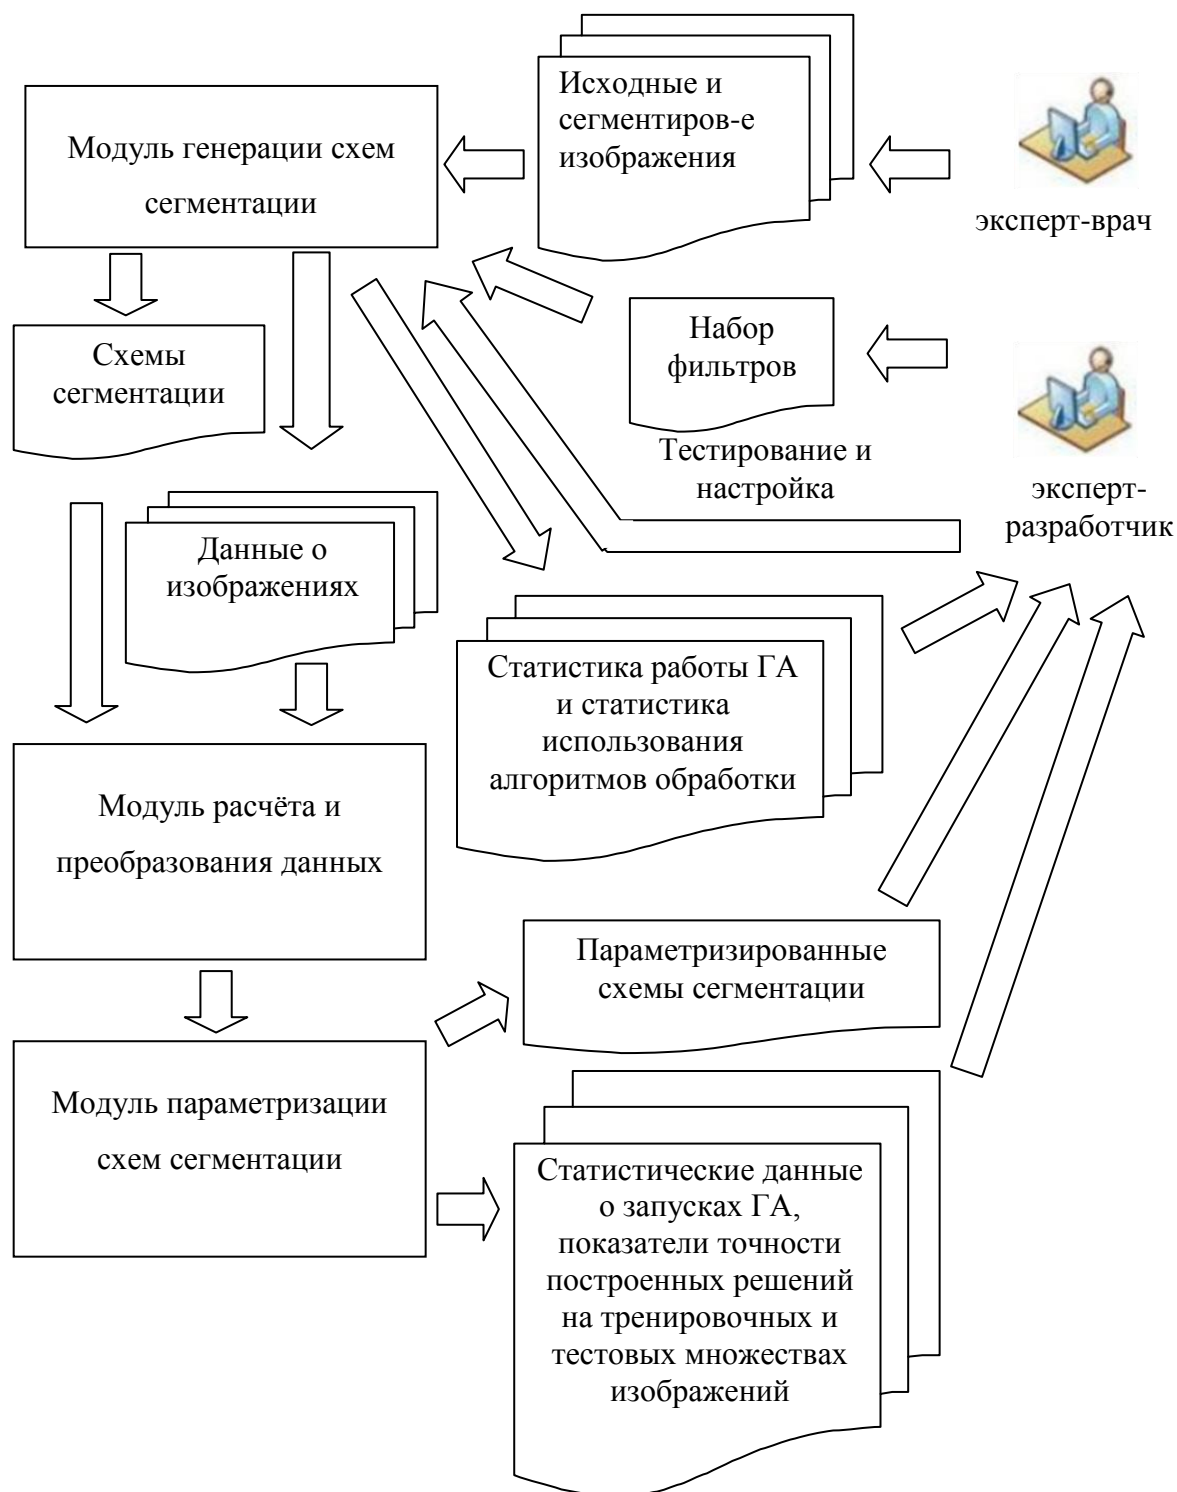 Исходные и
сегментиров-е
изображения
Модуль генерации схем
сегментации
эксперт-врач
Набор
фильтров
Схемы
сегментации
Тестирование и
настройка
эксперт-
разработчик
Данные о
изображениях
Статистика работы ГА
и статистика
использования
алгоритмов обработки
Модуль расчёта и
преобразования данных
Параметризированные
схемы сегментации
Модуль параметризации
схем сегментации
Статистические данные
о запусках ГА,
показатели точности
построенных решений
на тренировочных и
тестовых множествах
изображений